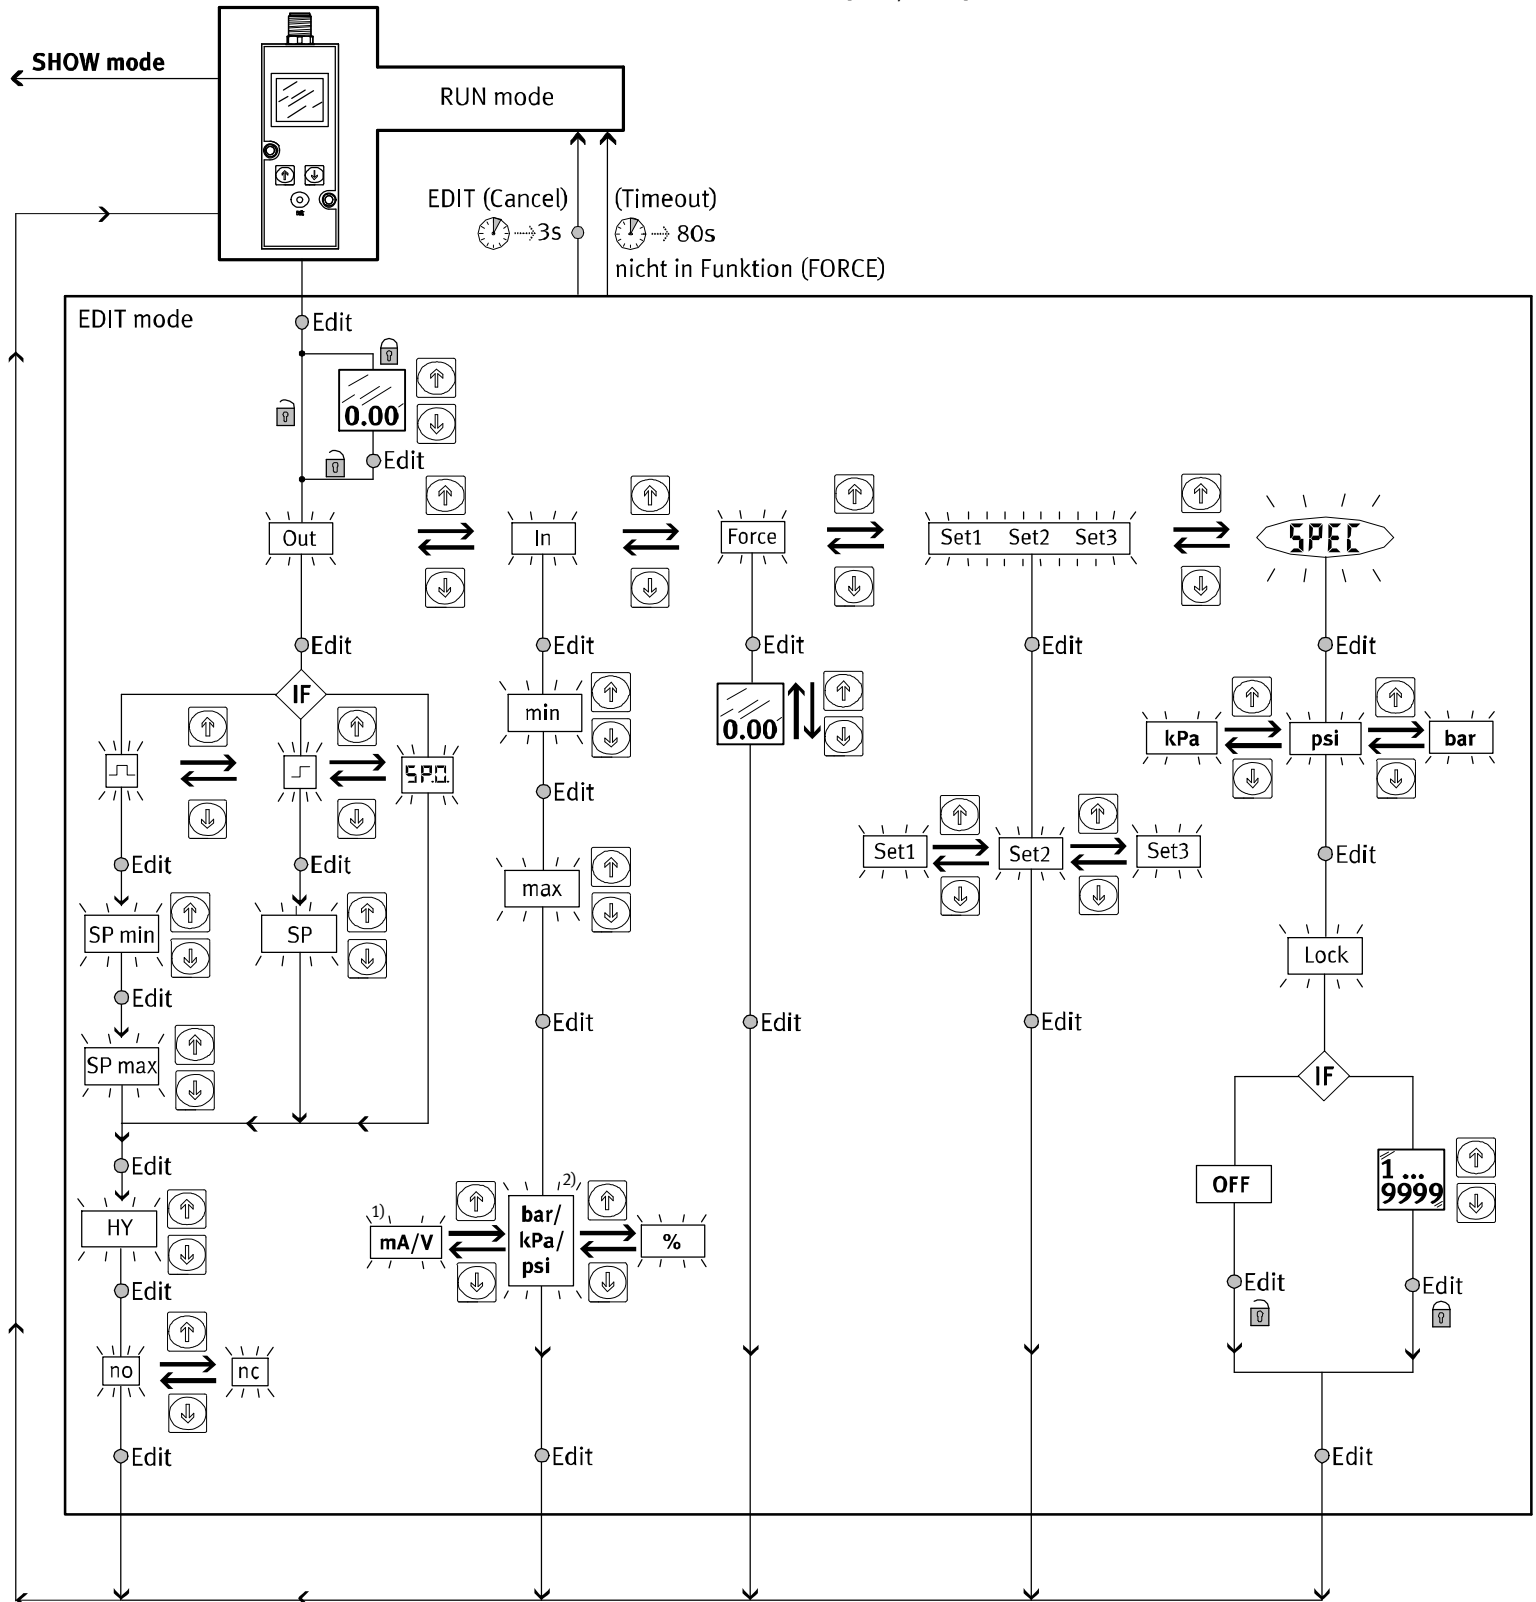 SHOW mode
RUN mode
EDIT (Cancel)
3s
(Timeout)
80s
nicht in Funktion (FORCE)
EDIT mode
Edit
0.00
Edit
Out
In
Force
Set1 Set2 Set3
SPEC
Edit
Edit
Edit
Edit
Edit
IF
min
0.00
kPa
psi
bar
SP.O.
Edit
Set1
Set2
Set3
Edit
Edit
Edit
max
SP min
SP
Lock
Edit
Edit
Edit
Edit
SP max
IF
Edit
HY
1)
mA/V
2)
bar/
kPa/
psi
%
OFF
1 ...
9999
Edit
Edit
Edit
no
nc
Edit
Edit
Edit